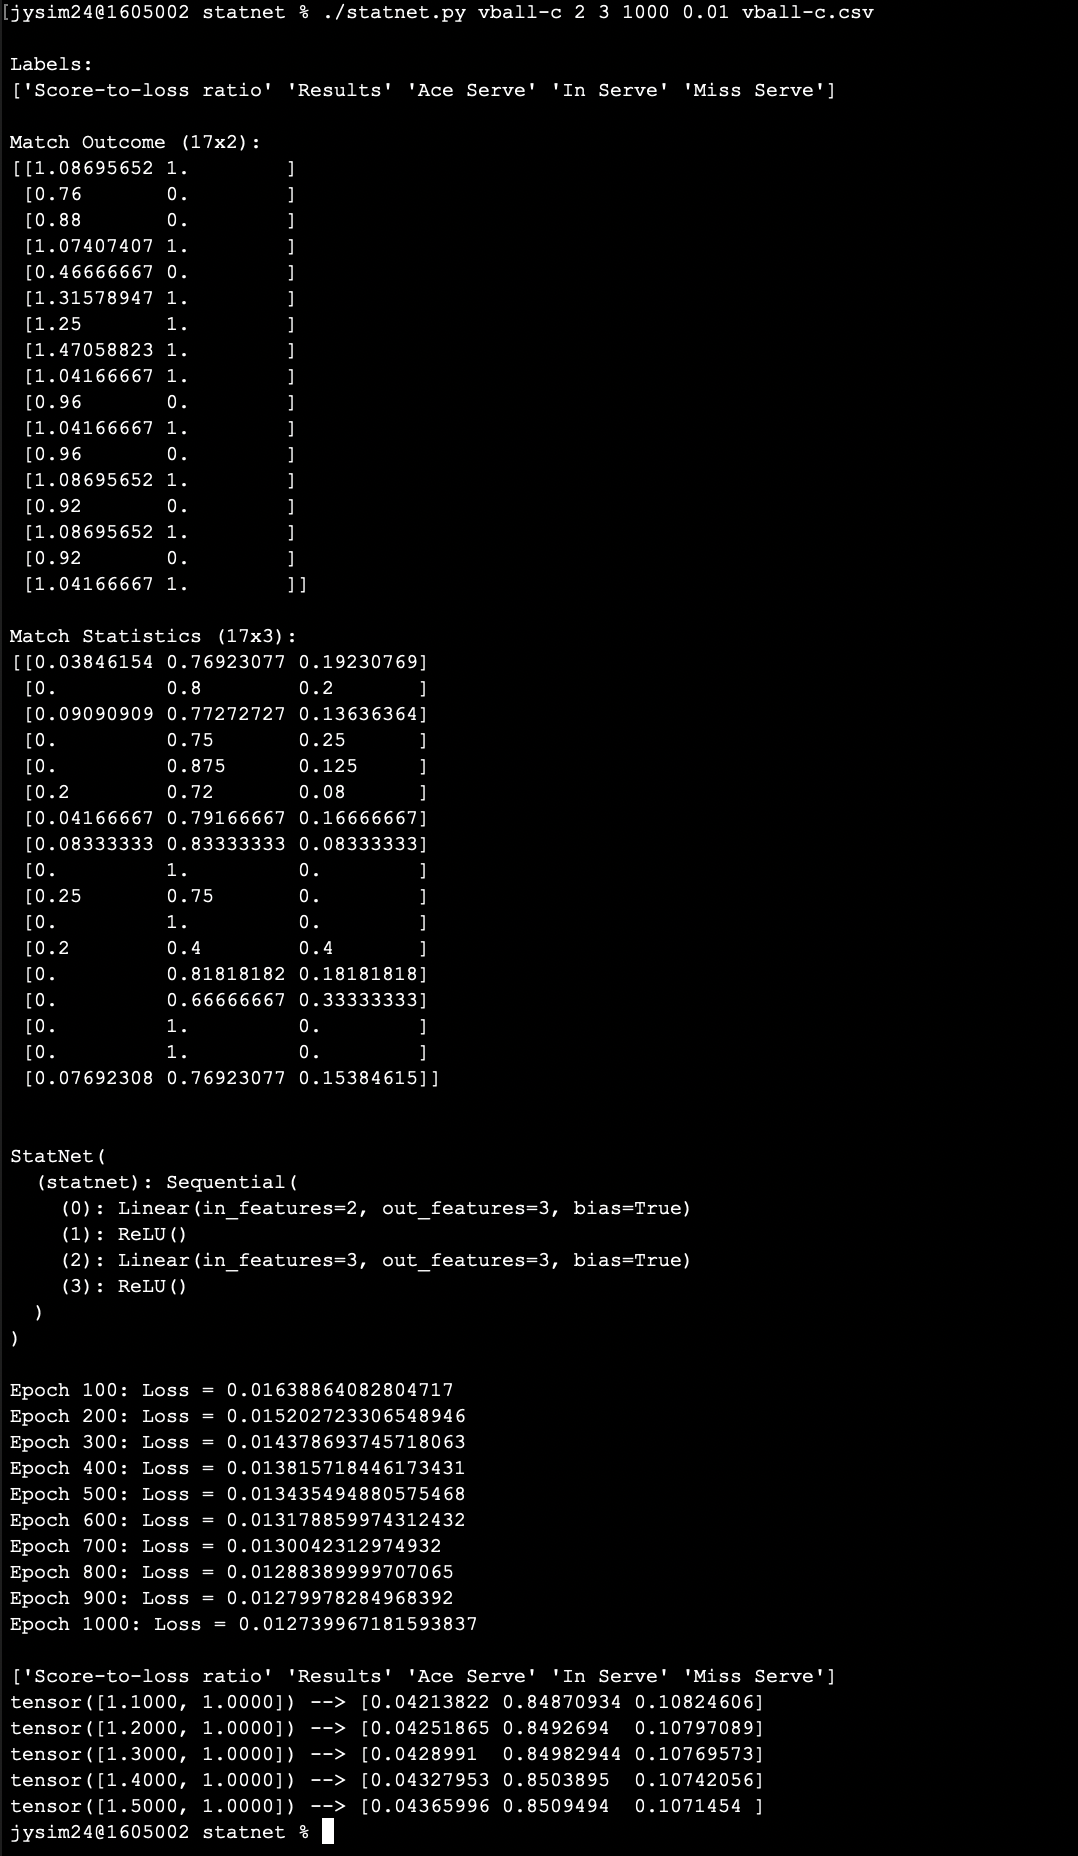 [jysim24@1605002 statnet % ./statnet.py vball-c 2 3 1000 0.01 vball-c.csv
Labels:
['Score-to-loss ratio' 'Results' 'Ace Serve' 'In Serve' 'Miss Serve']
Match Outcome (17x2):
[[1.08695652 1.        ]
 [0.76       0.        ]
 [0.88       0.        ]
 [1.07407407 1.        ]
 [0.46666667 0.        ]
 [1.31578947 1.        ]
 [1.25       1.        ]
 [1.47058823 1.        ]
 [1.04166667 1.        ]
 [0.96       0.        ]
 [1.04166667 1.        ]
 [0.96       0.        ]
 [1.08695652 1.        ]
 [0.92       0.        ]
 [1.08695652 1.        ]
 [0.92       0.        ]
 [1.04166667 1.        ]]
Match Statistics (17x3):
[[0.03846154 0.76923077 0.19230769]
 [0.         0.8        0.2       ]
 [0.09090909 0.77272727 0.13636364]
 [0.         0.75       0.25      ]
 [0.         0.875      0.125     ]
 [0.2        0.72       0.08      ]
 [0.04166667 0.79166667 0.16666667]
 [0.08333333 0.83333333 0.08333333]
 [0.         1.         0.        ]
 [0.25       0.75       0.        ]
 [0.         1.         0.        ]
 [0.2        0.4        0.4       ]
 [0.         0.81818182 0.18181818]
 [0.         0.66666667 0.33333333]
 [0.         1.         0.        ]
 [0.         1.         0.        ]
 [0.07692308 0.76923077 0.15384615]]
StatNet(
  (statnet): Sequential(
    (0): Linear(in_features=2, out_features=3, bias=True)
    (1): ReLU()
    (2): Linear(in_features=3, out_features=3, bias=True)
    (3): ReLU()
  )
)
Epoch 100: Loss = 0.01638864082804717
Epoch 200: Loss = 0.015202723306548946
Epoch 300: Loss = 0.014378693745718063
Epoch 400: Loss = 0.013815718446173431
Epoch 500: Loss = 0.013435494880575468
Epoch 600: Loss = 0.013178859974312432
Epoch 700: Loss = 0.0130042312974932
Epoch 800: Loss = 0.01288389999707065
Epoch 900: Loss = 0.01279978284968392
Epoch 1000: Loss = 0.012739967181593837
['Score-to-loss ratio' 'Results' 'Ace Serve' 'In Serve' 'Miss Serve']
tensor([1.1000, 1.0000]) --> [0.04213822 0.84870934 0.10824606]
tensor([1.2000, 1.0000]) --> [0.04251865 0.8492694  0.10797089]
tensor([1.3000, 1.0000]) --> [0.0428991  0.84982944 0.10769573]
tensor([1.4000, 1.0000]) --> [0.04327953 0.8503895  0.10742056]
tensor([1.5000, 1.0000]) --> [0.04365996 0.8509494  0.1071454 ]
jysim24@1605002 statnet %